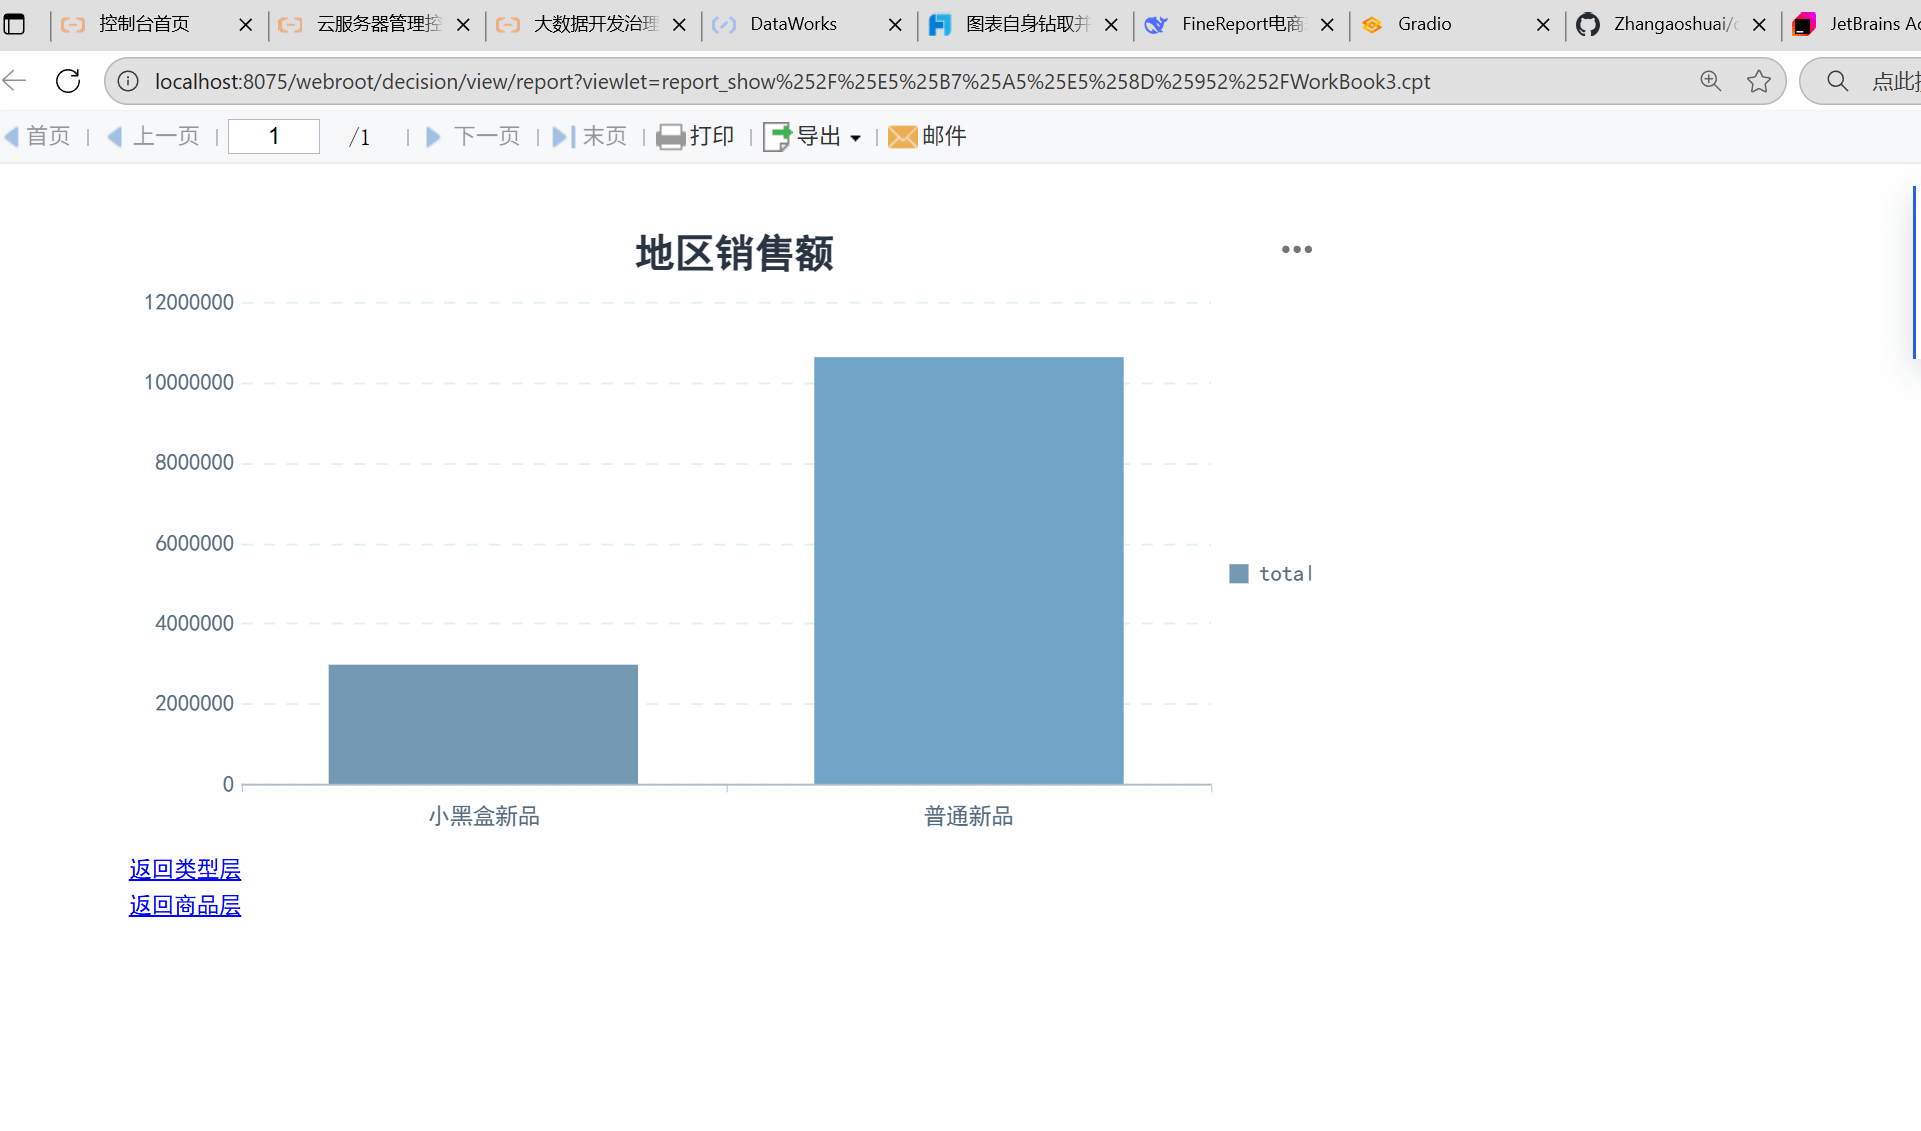 控制台首页
云服务器管理控
大数据开发治理
DataWorks
图表自身钻取并
FineReport电商
Gradio
Zhangaoshuai/
JetBrains Ac
localhost:8075/webroot/decision/view/report?viewlet=report_show%252F%25E5%25B7%25A5%25E5%258D%25952%252FWorkBook3.cpt
点此
首页 | 上一页 | 1 /1 | 下一页 | 末页 | 打印 | 导出 | 邮件
地区销售额
12000000
10000000
8000000
6000000
4000000
2000000
0
total
小黑盒新品
普通新品
返回类型层
返回商品层